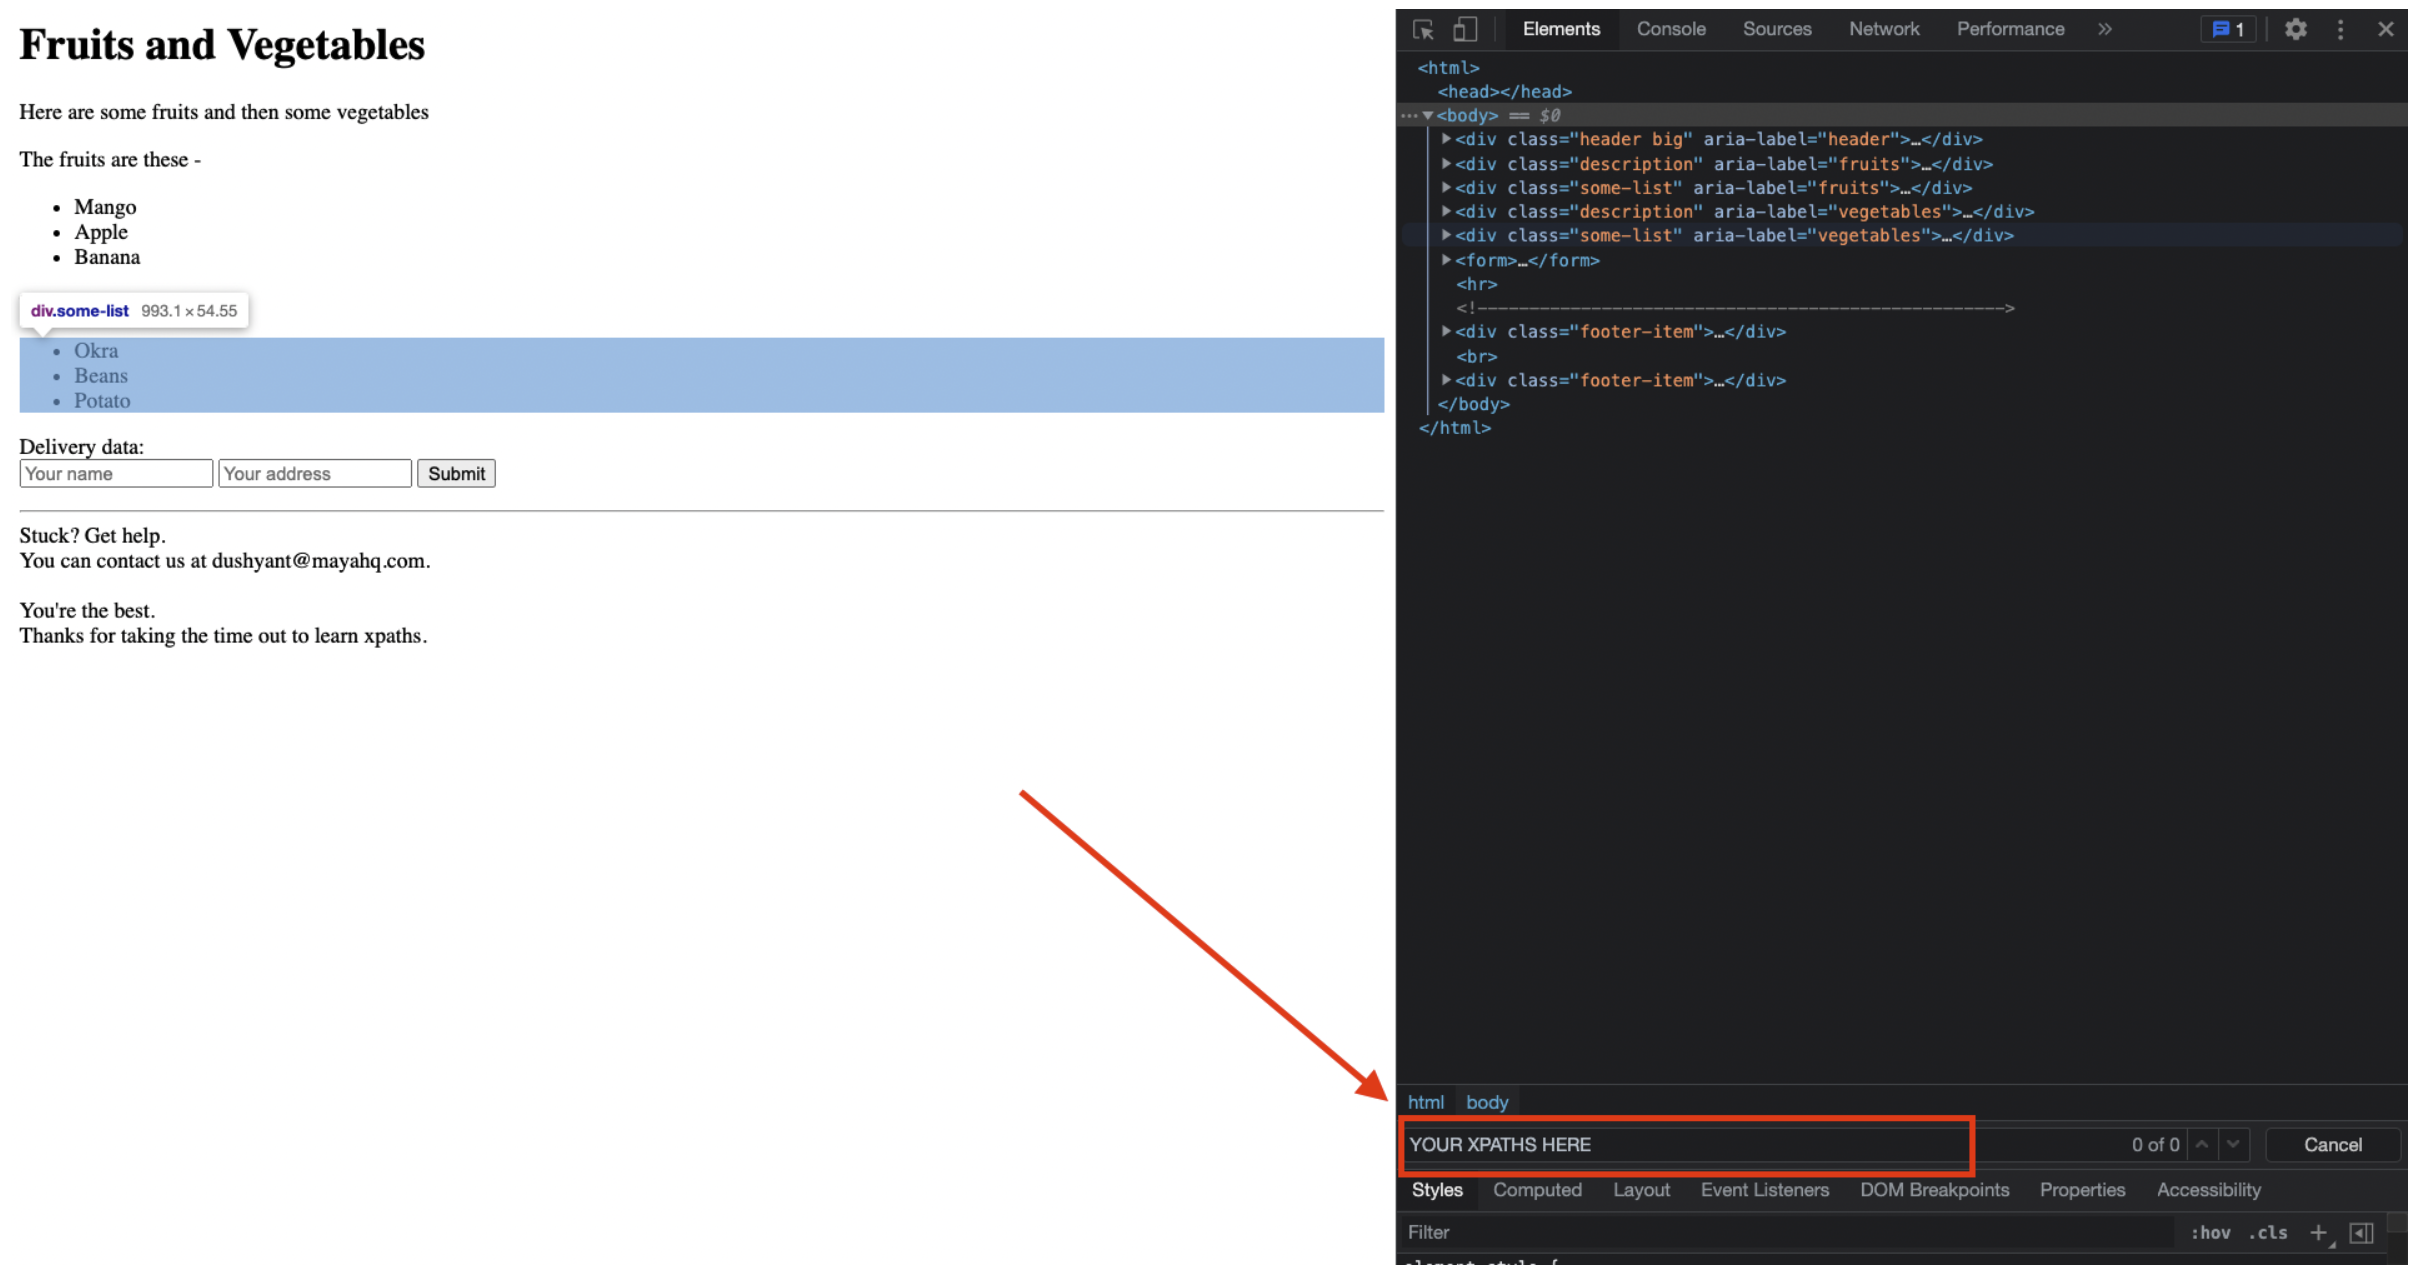 Fruits and Vegetables
Here are some fruits and then some vegetables
The fruits are these -
• Mango
• Apple
• Banana
div.some-list 993.1 × 54.55
• Okra
• Beans
• Potato
Delivery data:
Your name Your address Submit
Stuck? Get help.
You can contact us at dushyant@mayahq.com.
You're the best.
Thanks for taking the time out to learn xpaths.
Elements Console Sources Network Performance » 1
<html>
<head></head>
<body> == $0
<div class="header big" aria-label="header">…</div>
<div class="description" aria-label="fruits">…</div>
<div class="some-list" aria-label="fruits">…</div>
<div class="description" aria-label="vegetables">…</div>
<div class="some-list" aria-label="vegetables">…</div>
<form>…</form>
<hr>
<!--------------------------------------------------->
<div class="footer-item">…</div>
<br>
<div class="footer-item">…</div>
</body>
</html>
html body
YOUR XPATHS HERE 0 of 0 Cancel
Styles Computed Layout Event Listeners DOM Breakpoints Properties Accessibility
Filter :hov .cls +
element.style {